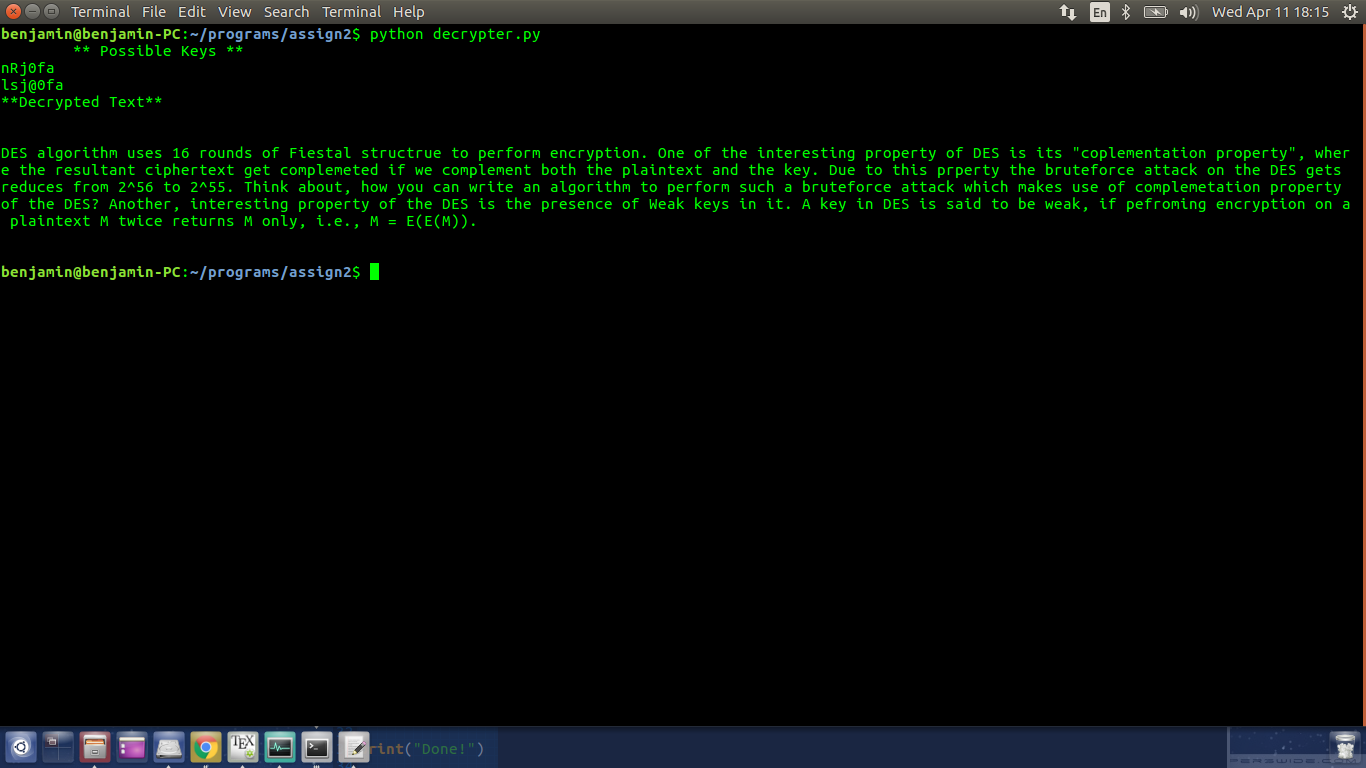 Terminal File Edit View Search Terminal Help En Wed Apr 11 18:15
benjamin@benjamin-PC:~/programs/assign2$ python decrypter.py
** Possible Keys **
nRj0fa
lsj@0fa
**Decrypted Text**
DES algorithm uses 16 rounds of Fiestal structrue to perform encryption. One of the interesting property of DES is its "coplementation property", wher
e the resultant ciphertext get complemeted if we complement both the plaintext and the key. Due to this prperty the bruteforce attack on the DES gets
reduces from 2^56 to 2^55. Think about, how you can write an algorithm to perform such a bruteforce attack which makes use of complemetation property
of the DES? Another, interesting property of the DES is the presence of Weak keys in it. A key in DES is said to be weak, if pefroming encryption on a
plaintext M twice returns M only, i.e., M = E(E(M)).
benjamin@benjamin-PC:~/programs/assign2$
TEX rint("Done!")